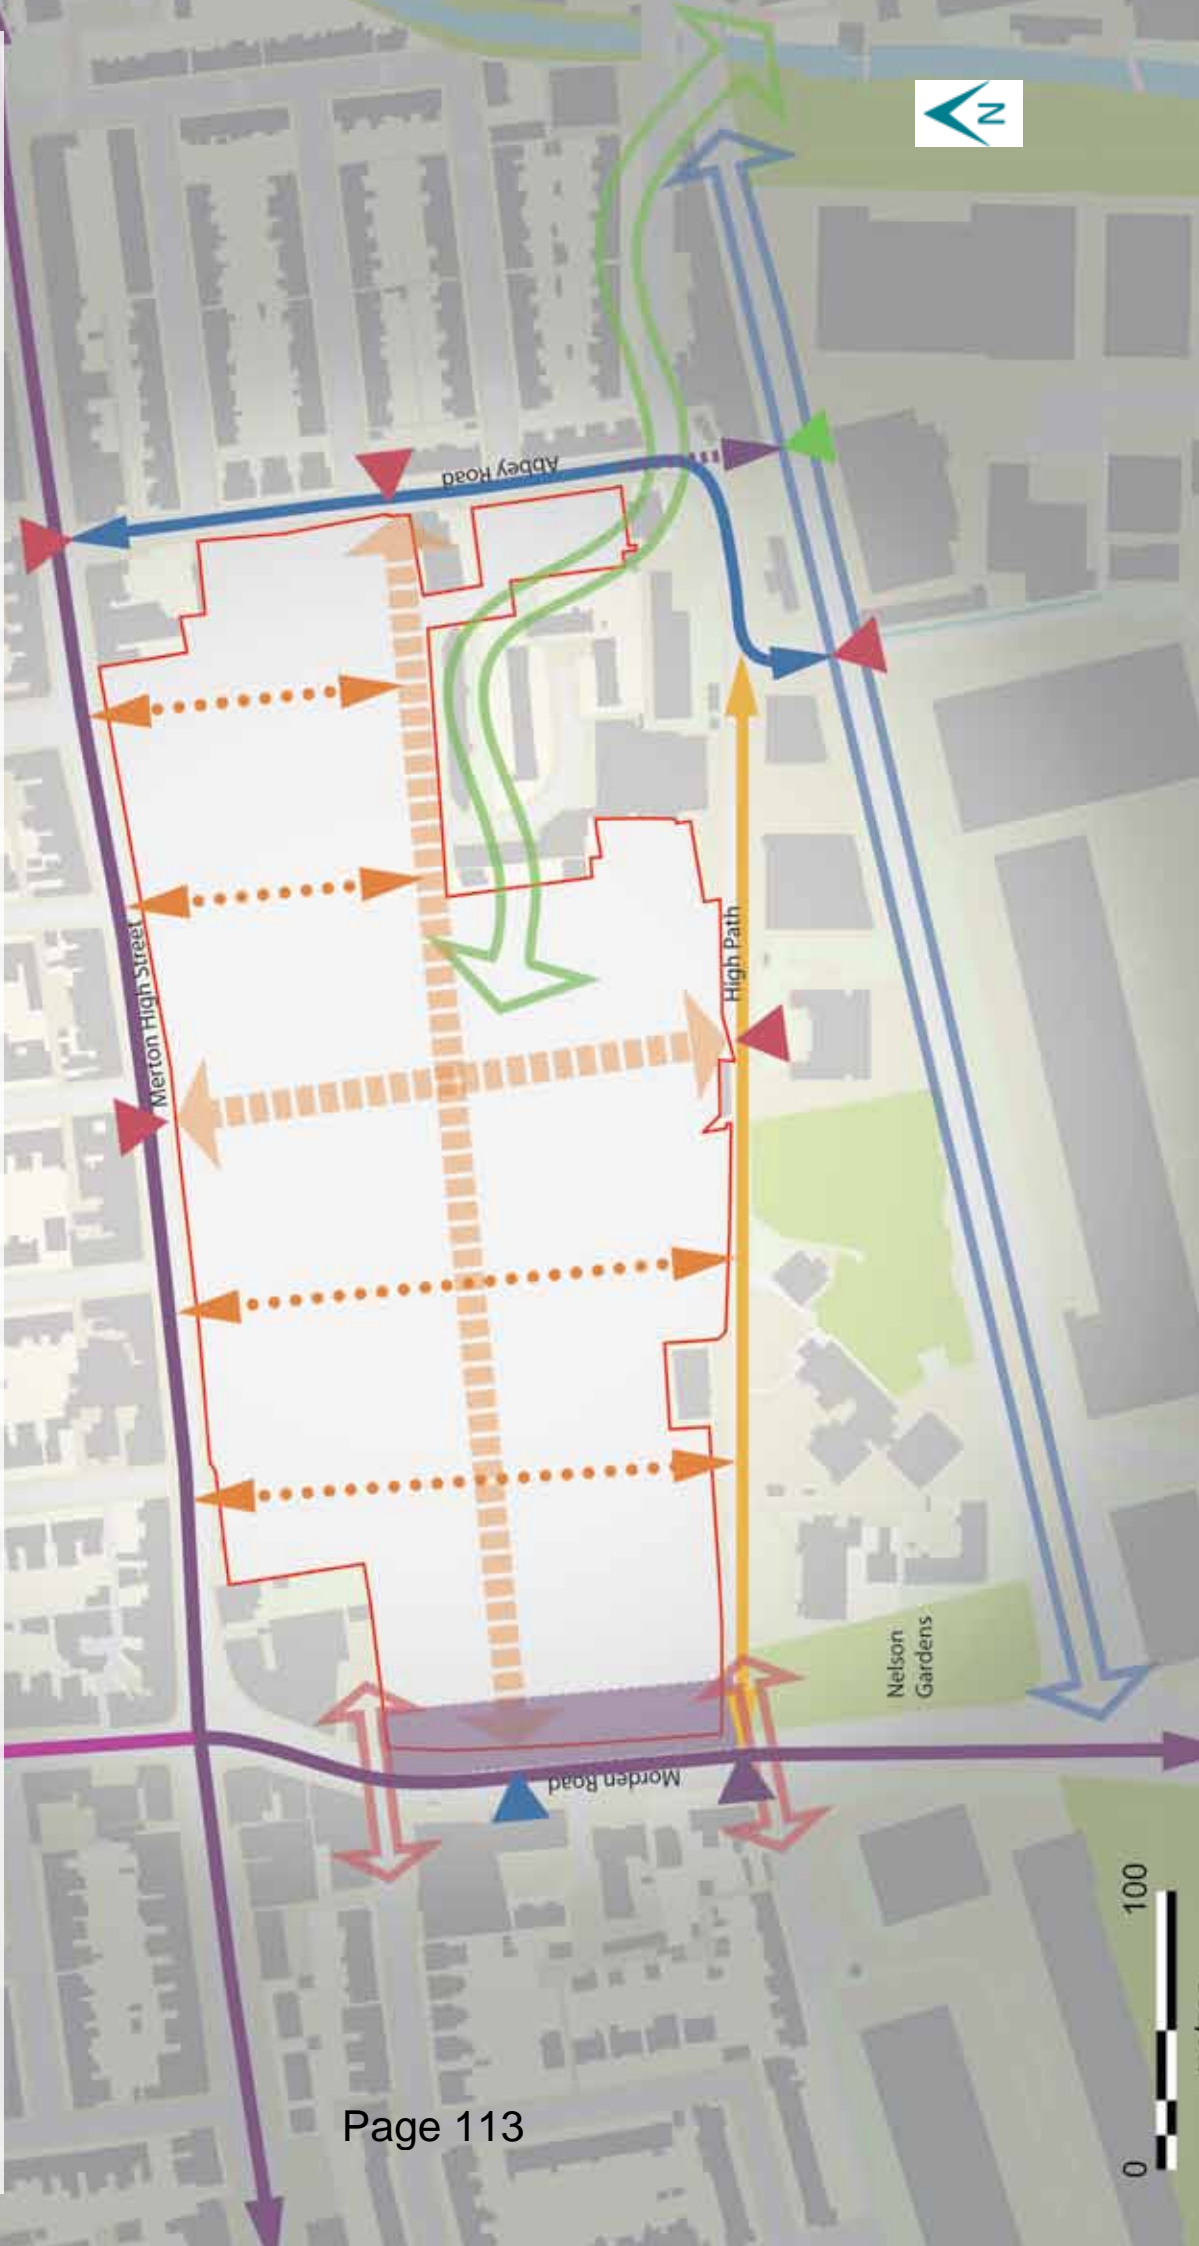 N
Abbey Road
Merton High Street
High Path
Nelson
Gardens
Morden Road
Page 113
0
100